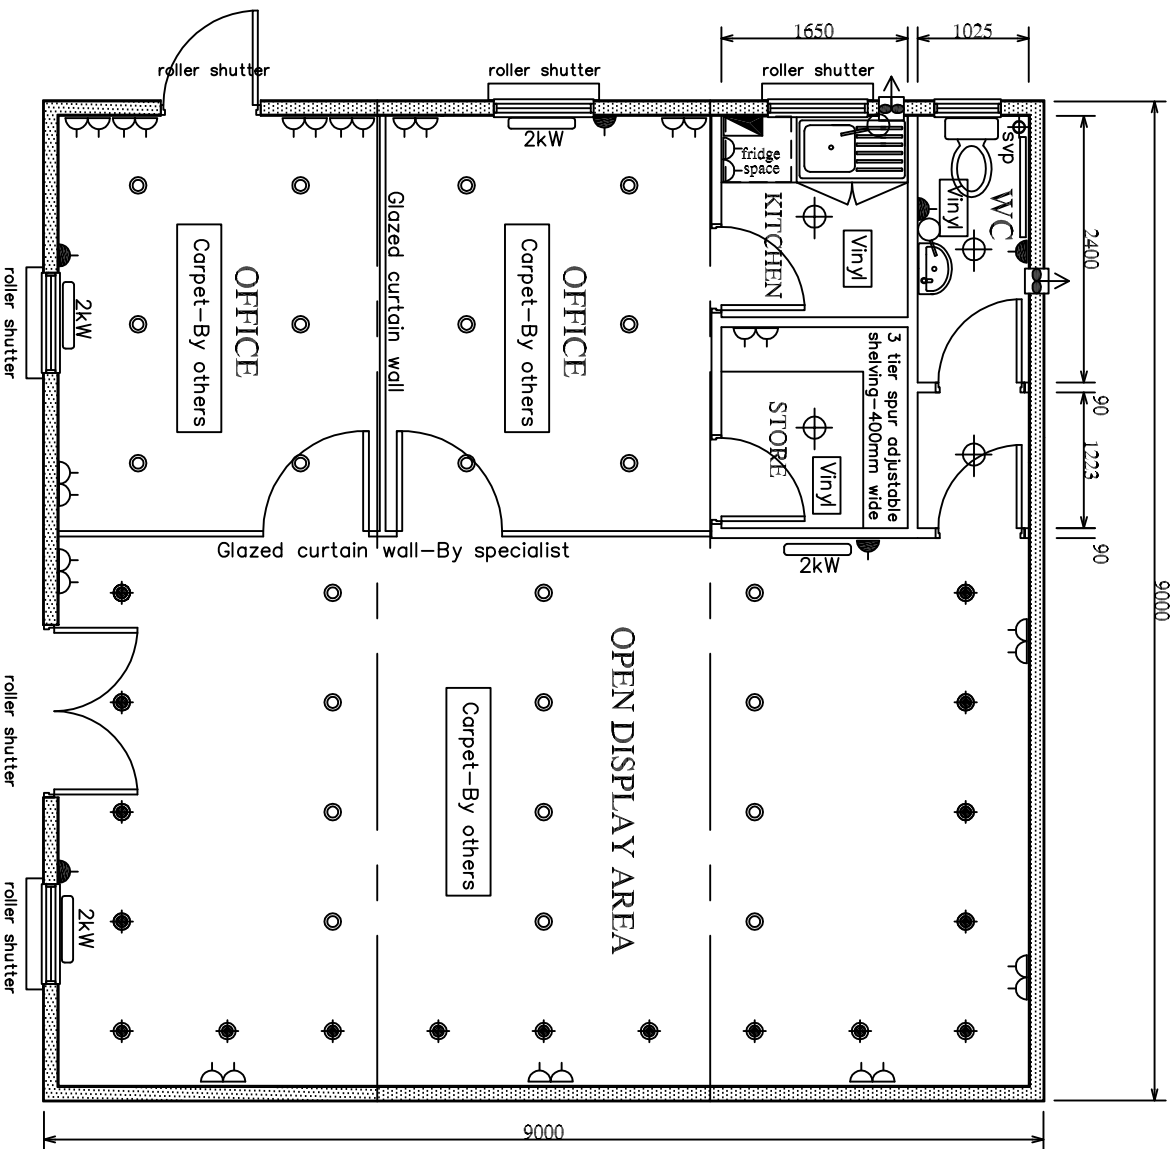 1650
1025
roller shutter
roller shutter
roller shutter
2kW
fridge
space
svp
WC
Vinyl
KITCHEN
Vinyl
2400
Glazed curtain wall
OFFICE
Carpet-By others
OFFICE
Carpet-By others
roller shutter
2kW
3 tier spur adjustable
shelving-400mm wide
STORE
Vinyl
90
1223
90
Glazed curtain wall-By specialist
2kW
9000
OPEN DISPLAY AREA
Carpet-By others
roller shutter
roller shutter
2kW
9000